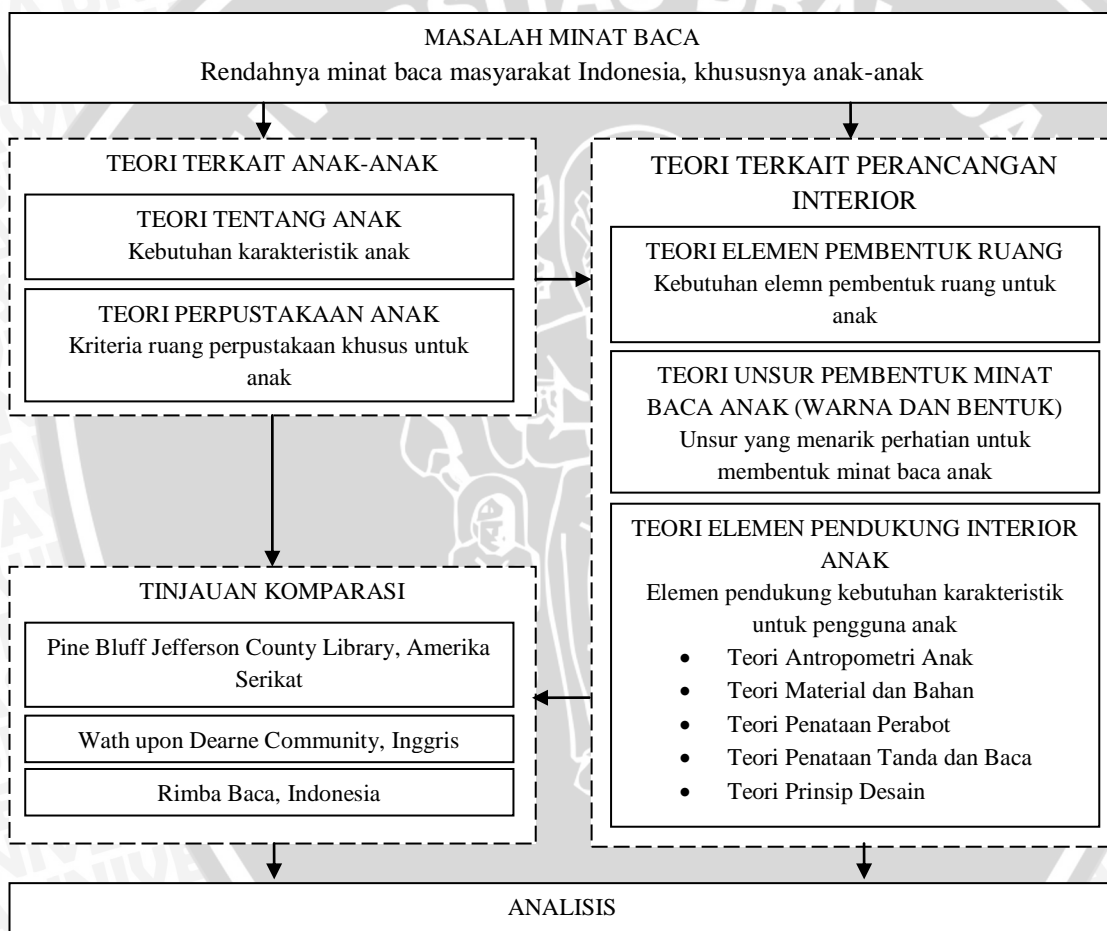 MASALAH MINAT BACA
Rendahnya minat baca masyarakat Indonesia, khususnya anak-anak
TEORI TERKAIT ANAK-ANAK
TEORI TENTANG ANAK
Kebutuhan karakteristik anak
TEORI PERPUSTAKAAN ANAK
Kriteria ruang perpustakaan khusus untuk
anak
TEORI TERKAIT PERANCANGAN
INTERIOR
TEORI ELEMEN PEMBENTUK RUANG
Kebutuhan elemn pembentuk ruang untuk
anak
TEORI UNSUR PEMBENTUK MINAT
BACA ANAK (WARNA DAN BENTUK)
Unsur yang menarik perhatian untuk
membentuk minat baca anak
TEORI ELEMEN PENDUKUNG INTERIOR
ANAK
Elemen pendukung kebutuhan karakteristik
untuk pengguna anak
• Teori Antropometri Anak
• Teori Material dan Bahan
• Teori Penataan Perabot
• Teori Penataan Tanda dan Baca
• Teori Prinsip Desain
TINJAUAN KOMPARASI
Pine Bluff Jefferson County Library, Amerika
Serikat
Wath upon Dearne Community, Inggris
Rimba Baca, Indonesia
ANALISIS